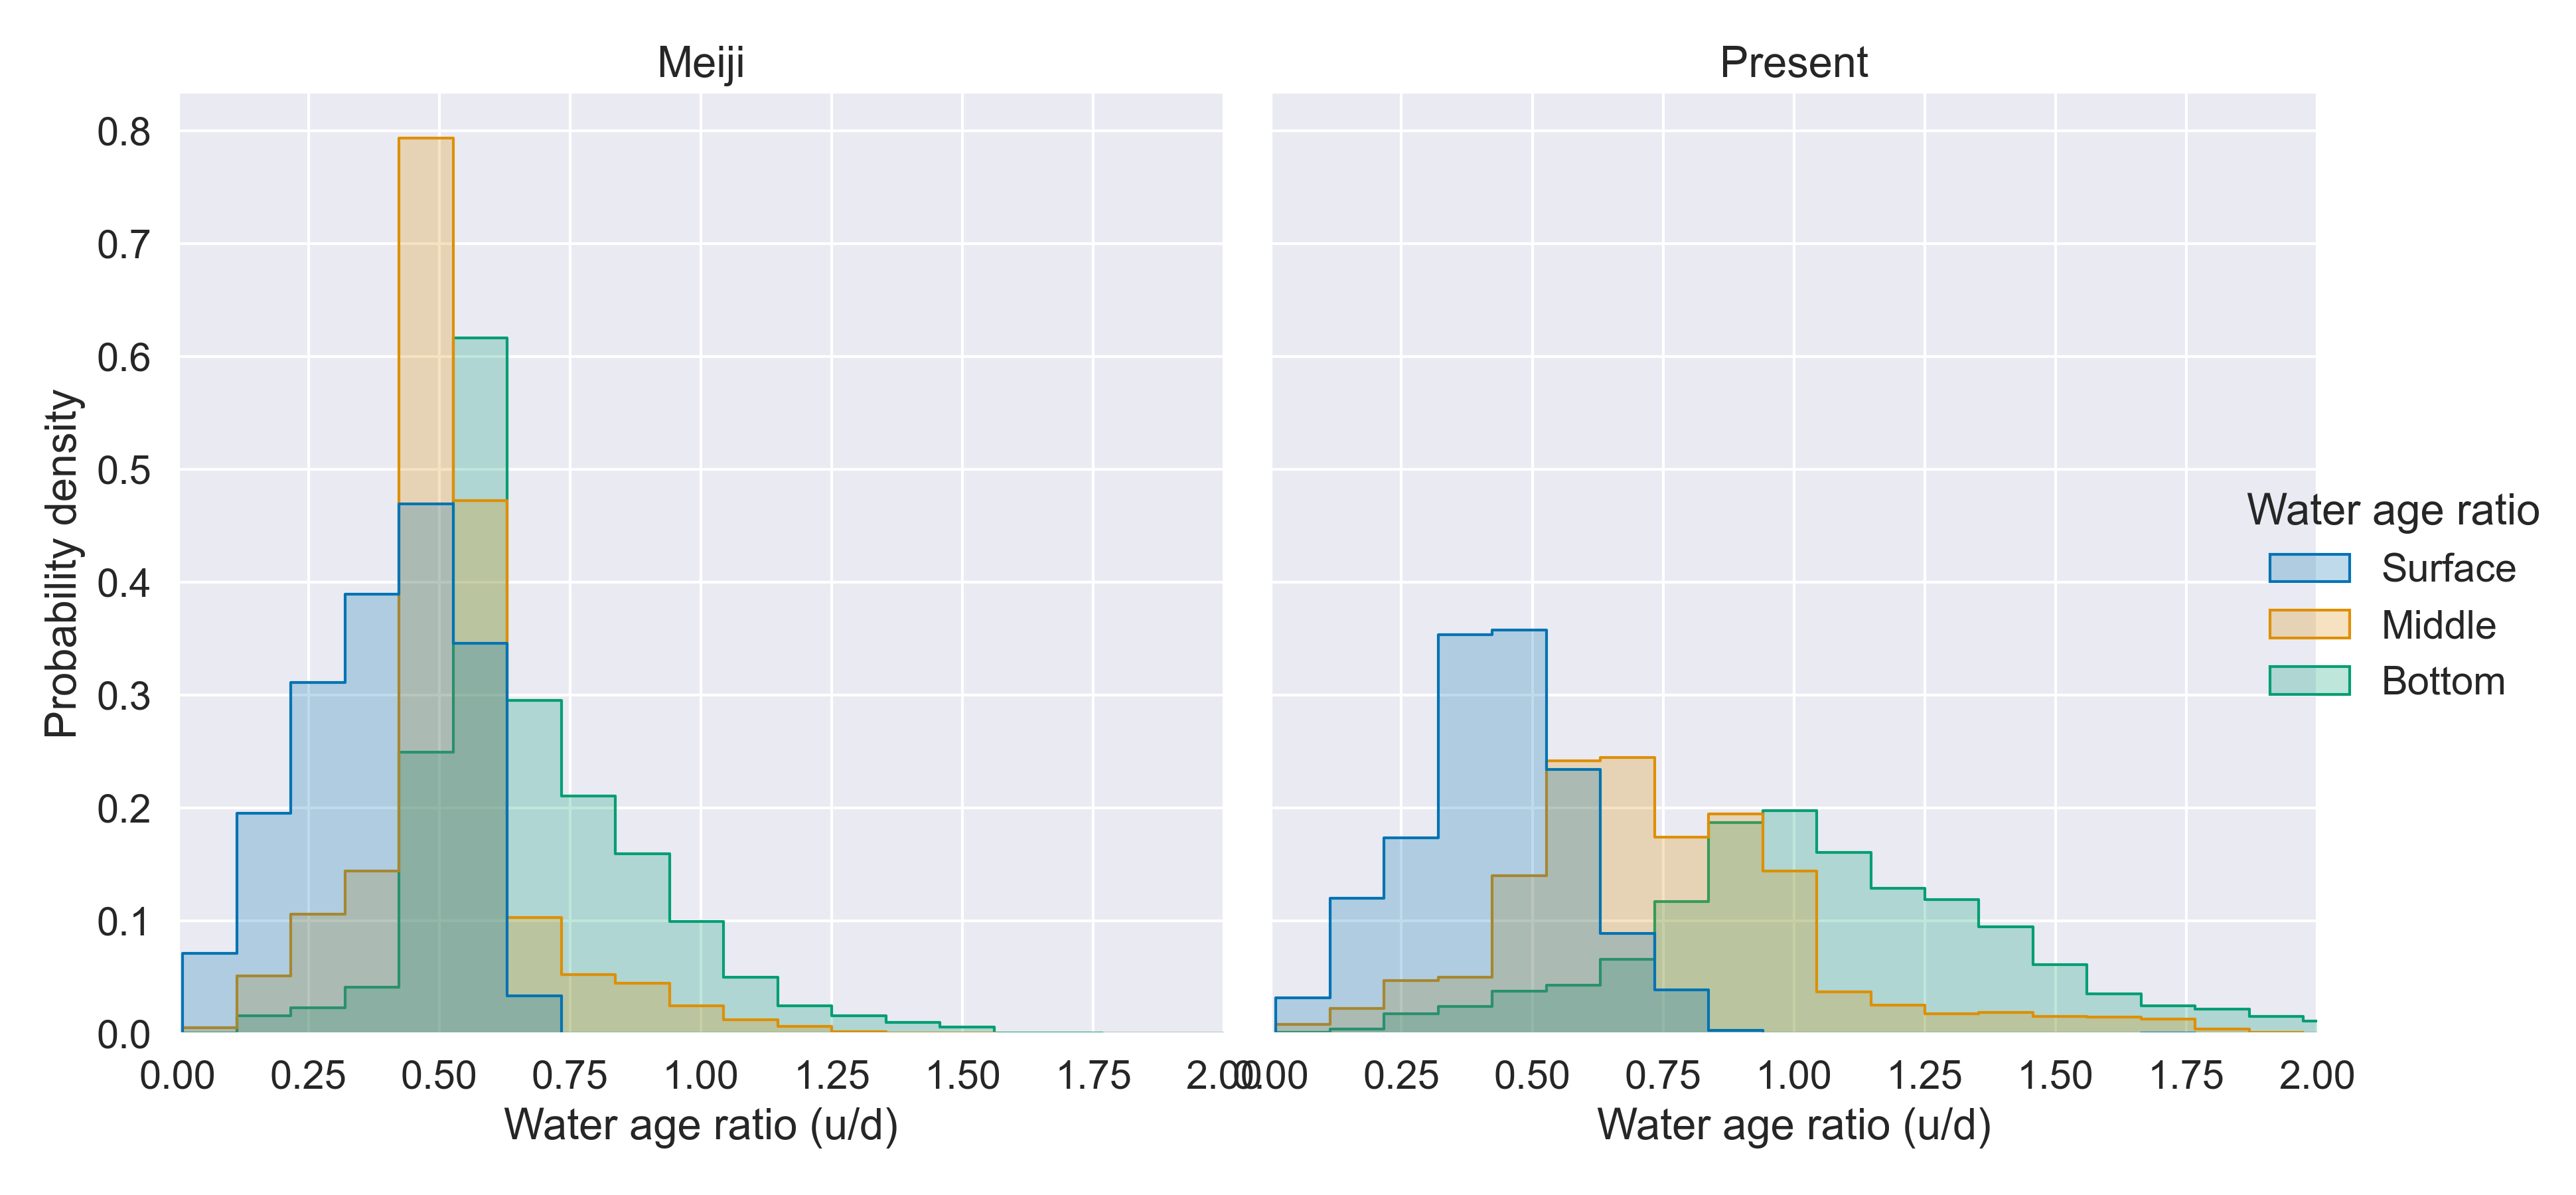 Meiji
Present
0.8
0.7
0.6
0.5
0.4
0.3
0.2
0.1
0.0
Probability density
0.00 0.25 0.50 0.75 1.00 1.25 1.50 1.75 2.00
0.00 0.25 0.50 0.75 1.00 1.25 1.50 1.75 2.00
Water age ratio (u/d)
Water age ratio (u/d)
Water age ratio
Surface
Middle
Bottom